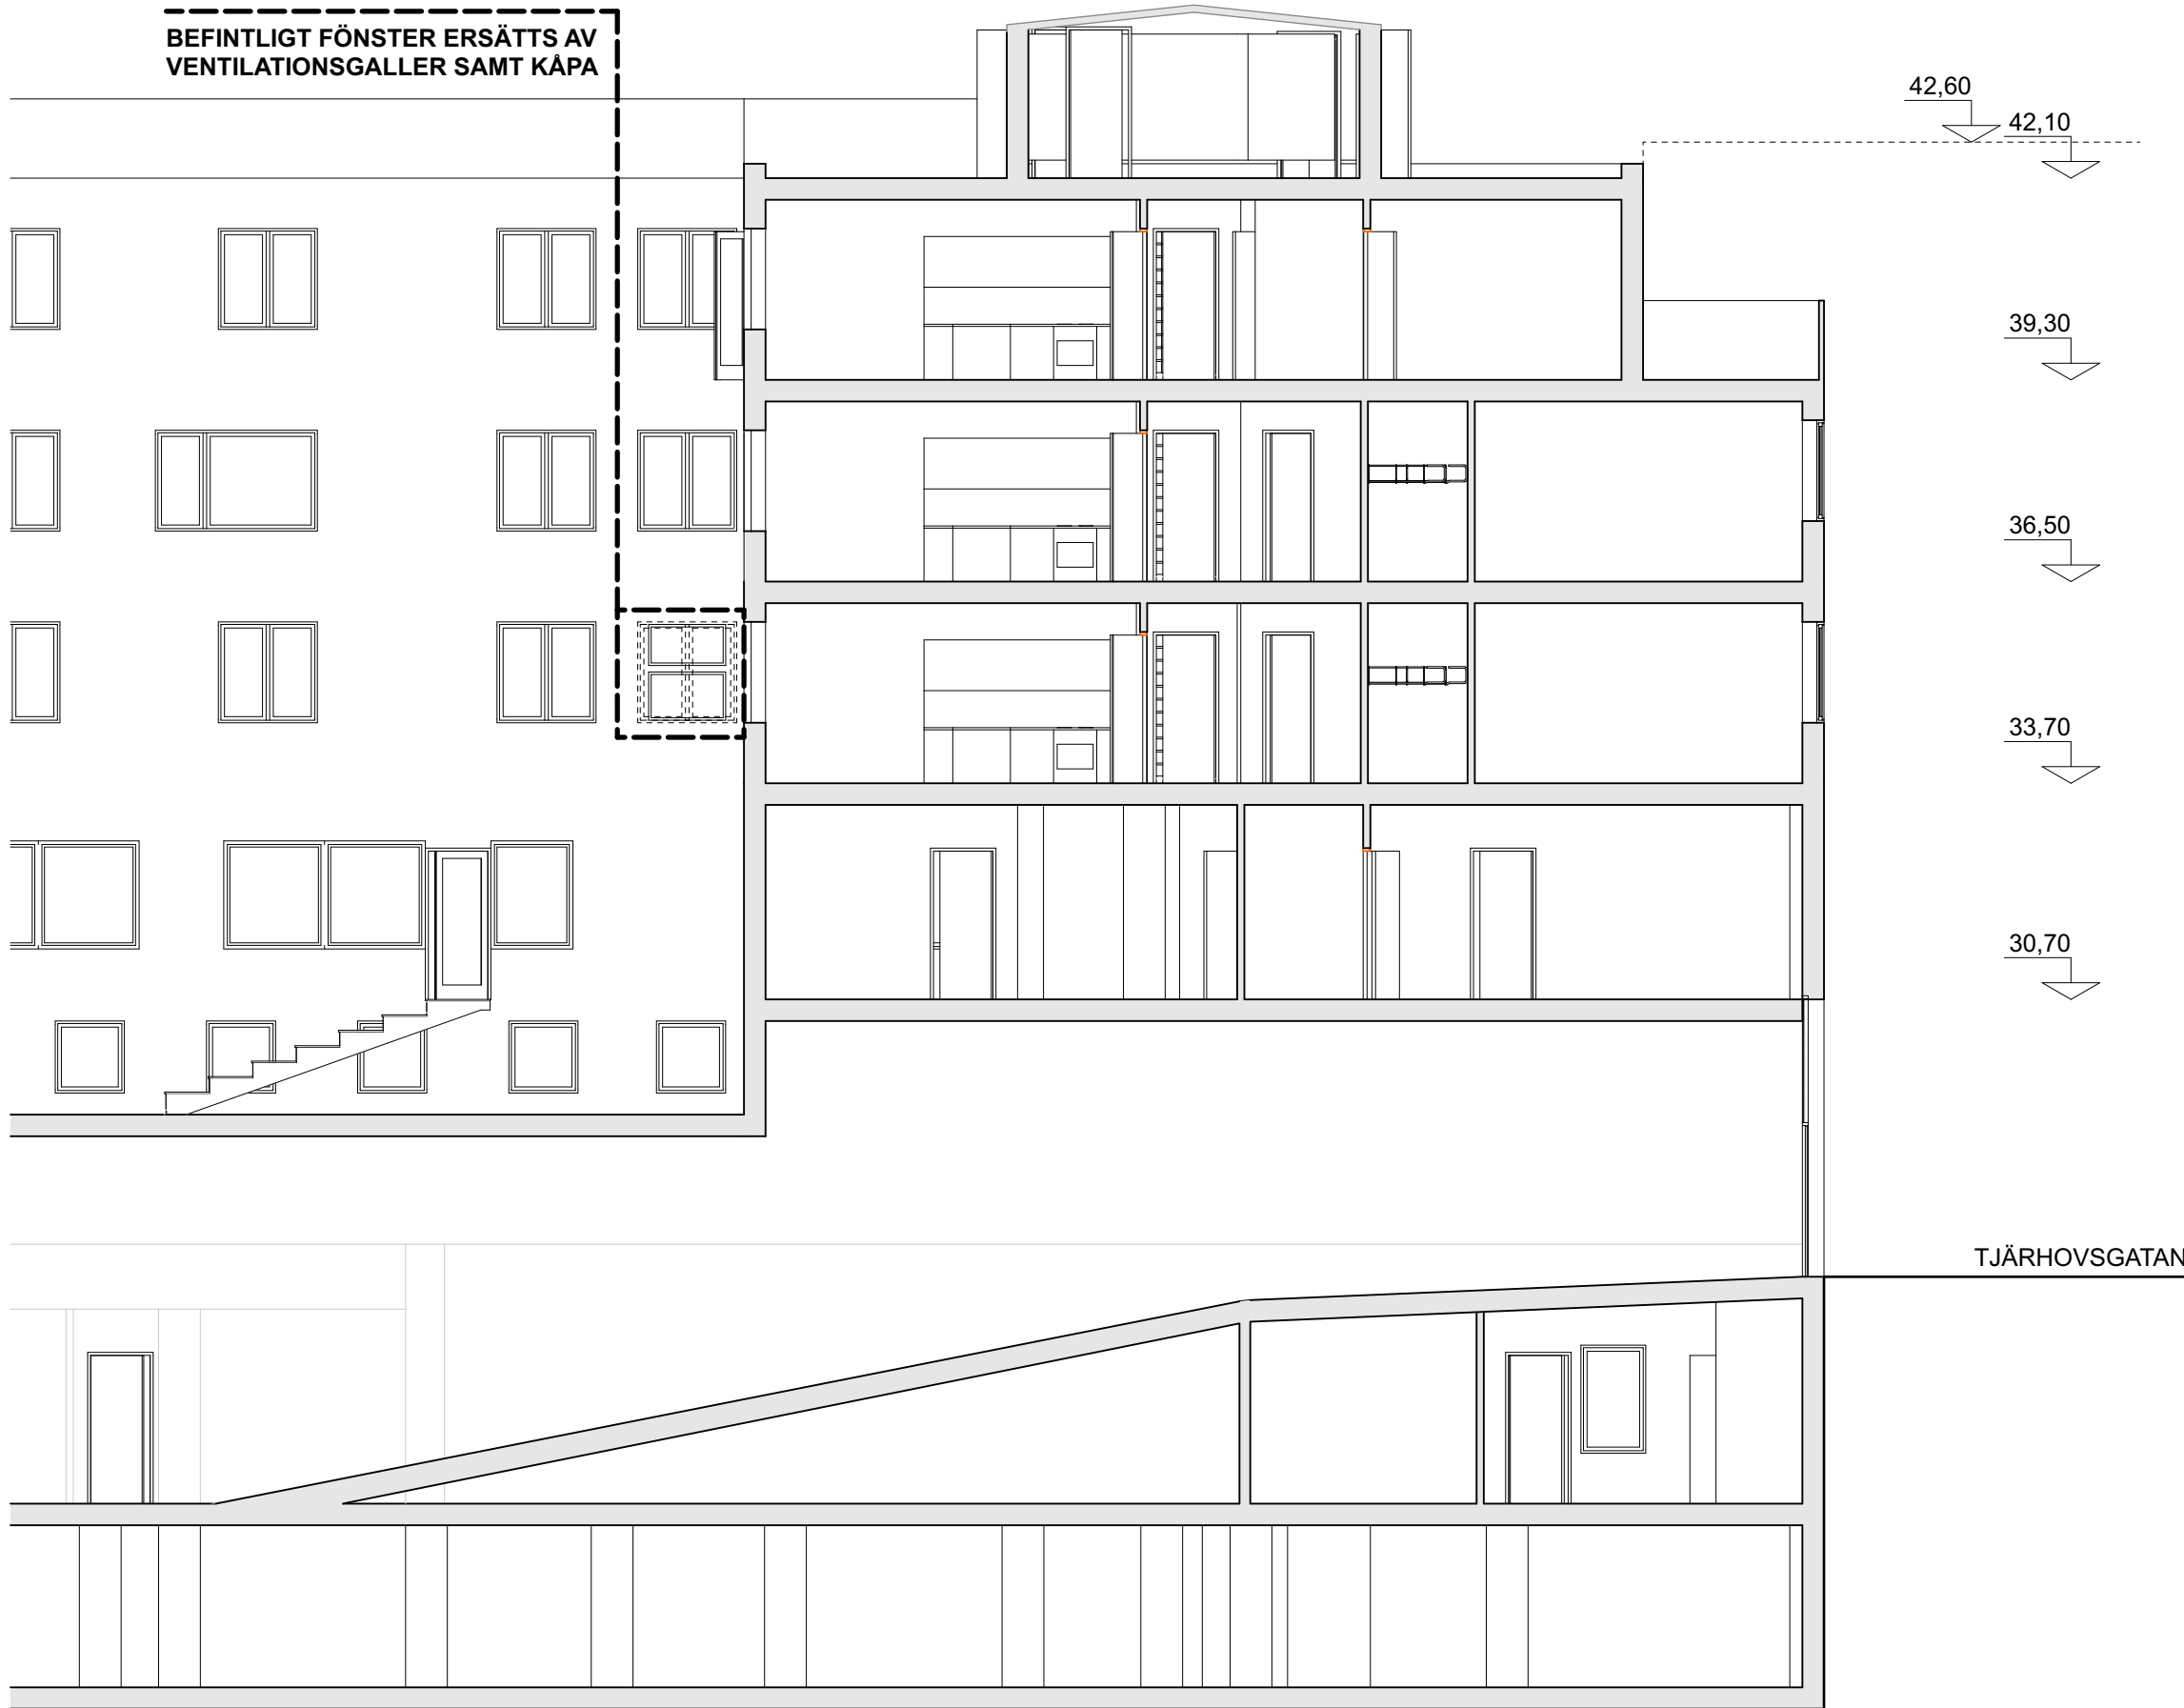 BEFINTLIGT FÖNSTER ERSÄTTS AV
VENTILATIONSGALLER SAMT KÅPA
42,60
42,10
39,30
36,50
33,70
30,70
TJÄRHOVSGATAN